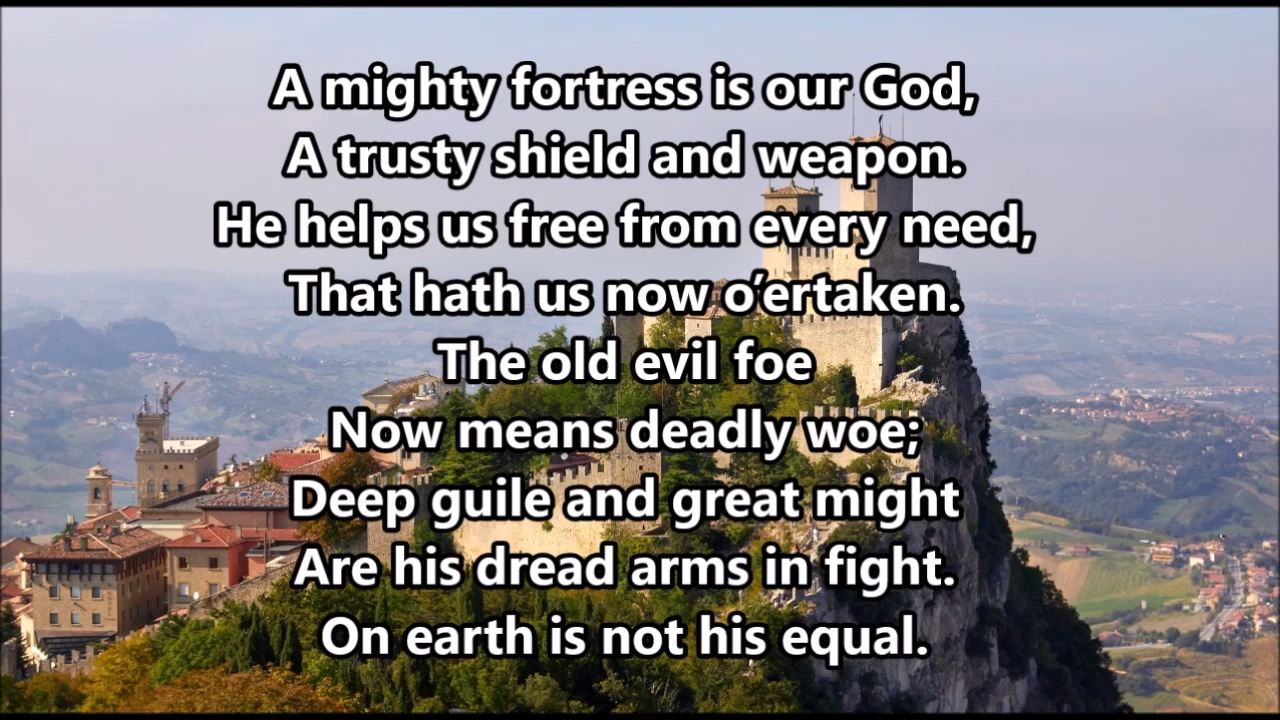 A mighty fortress is our God,
A trusty shield and weapon.
He helps us free from every need,
That hath us now o’ertaken.
The old evil foe
Now means deadly woe;
Deep guile and great might
Are his dread arms in fight.
On earth is not his equal.